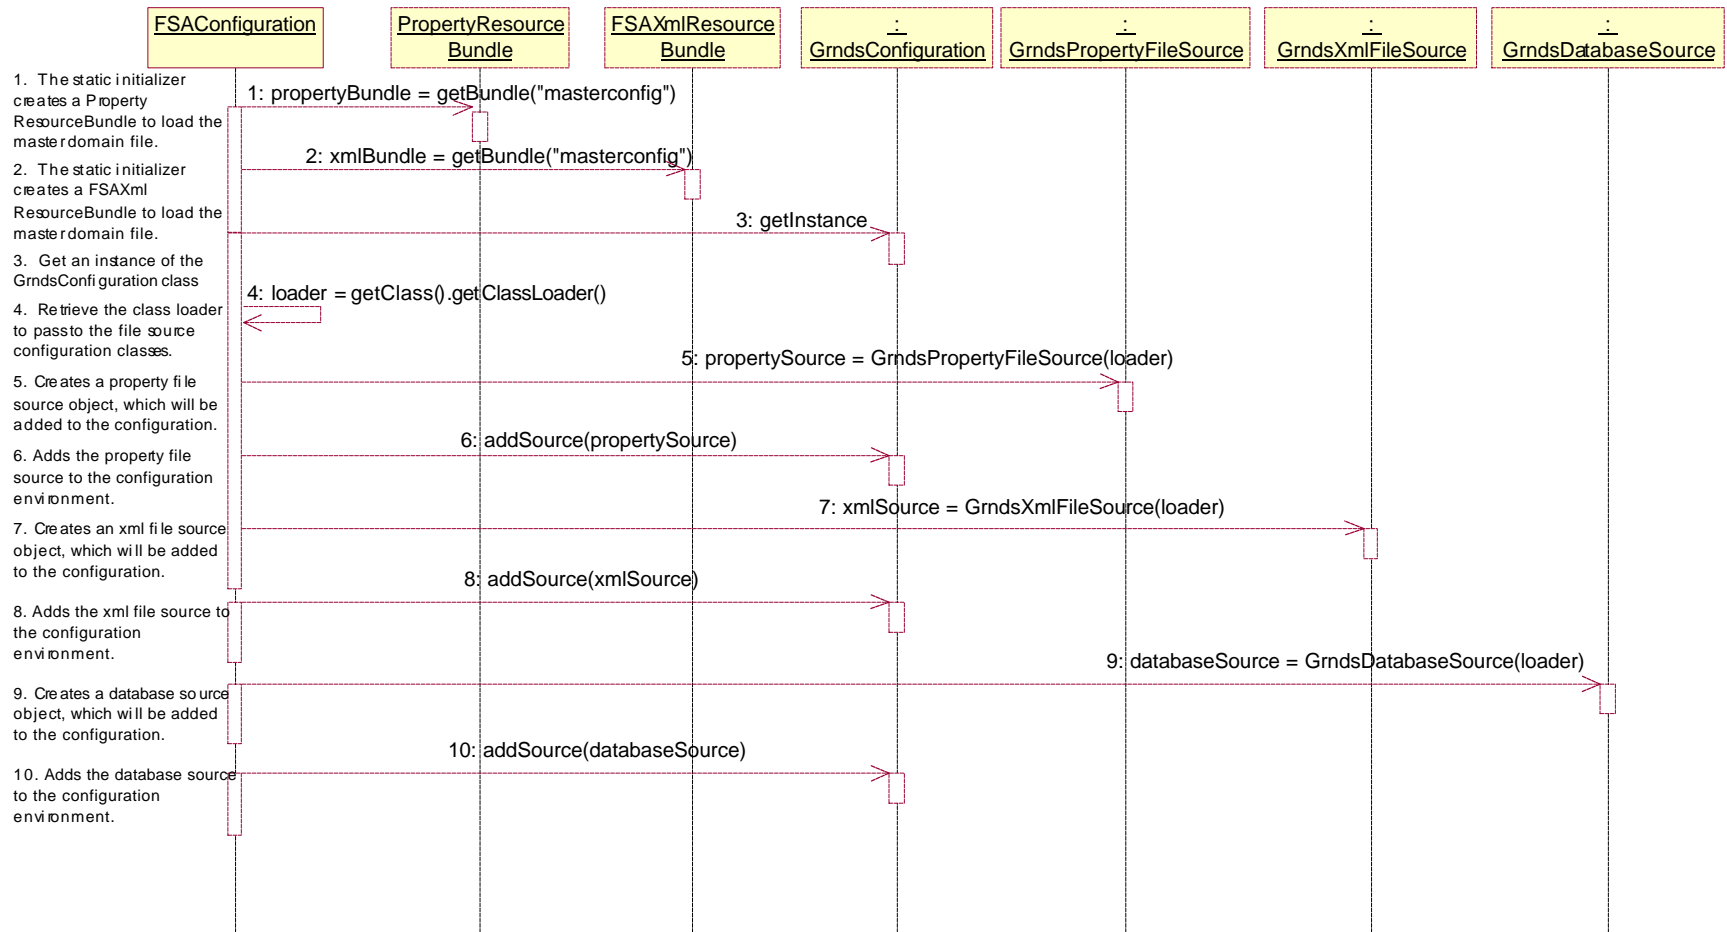 FSAConfiguration
PropertyResource
Bundle
FSAXmlResource
Bundle
:
GrndsConfiguration
:
GrndsPropertyFileSource
:
GrndsXmlFileSource
:
GrndsDatabaseSource
1. The static initializer
creates a Property
ResourceBundle to load the
master domain file.
2. The static initializer
creates a FSAXml
ResourceBundle to load the
master domain file.
3. Get an instance of the
GrndsConfiguration class
4. Retrieve the class loader
to pass to the file source
configuration classes.
5. Creates a property file
source object, which will be
added to the configuration.
6. Adds the property file
source to the configuration
environment.
7. Creates an xml file source
object, which will be added
to the configuration.
8. Adds the xml file source to
the configuration
environment.
9. Creates a database source
object, which will be added
to the configuration.
10. Adds the database source
to the configuration
environment.
1: propertyBundle = getBundle("masterconfig")
2: xmlBundle = getBundle("masterconfig")
3: getInstance
4: loader = getClass().getClassLoader()
5: propertySource = GrndsPropertyFileSource(loader)
6: addSource(propertySource)
7: xmlSource = GrndsXmlFileSource(loader)
8: addSource(xmlSource)
9: databaseSource = GrndsDatabaseSource(loader)
10: addSource(databaseSource)